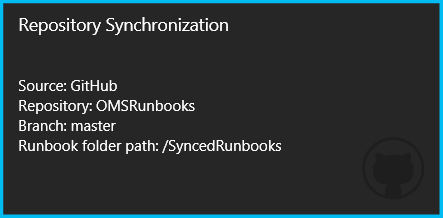 Repository Synchronization
Source: GitHub
Repository: OMSRunbooks
Branch: master
Runbook folder path: /SyncedRunbooks